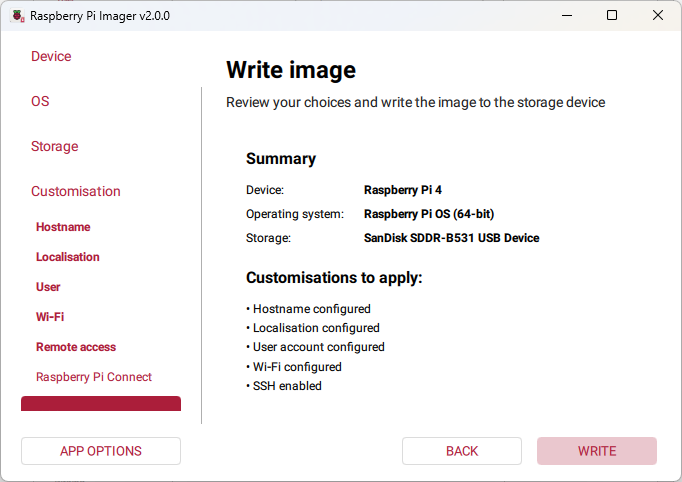 Raspberry Pi Imager v2.0.0
Device
OS
Storage
Customisation
Hostname
Localisation
User
Wi-Fi
Remote access
Raspberry Pi Connect
APP OPTIONS
Write image
Review your choices and write the image to the storage device
Summary
Device: Raspberry Pi 4
Operating system: Raspberry Pi OS (64-bit)
Storage: SanDisk SDDR-B531 USB Device
Customisations to apply:
• Hostname configured
• Localisation configured
• User account configured
• Wi-Fi configured
• SSH enabled
BACK
WRITE